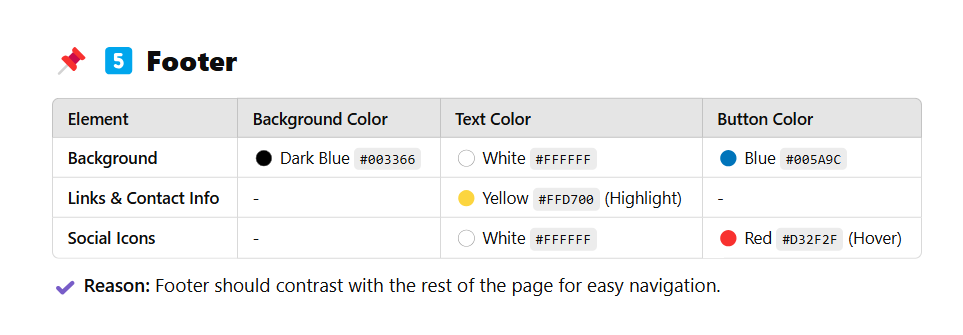 5 Footer
Element Background Color Text Color Button Color
Background Dark Blue #003366 White #FFFFFF Blue #005A9C
Links & Contact Info - Yellow #FFD700 (Highlight) -
Social Icons - White #FFFFFF Red #D32F2F (Hover)
Reason: Footer should contrast with the rest of the page for easy navigation.